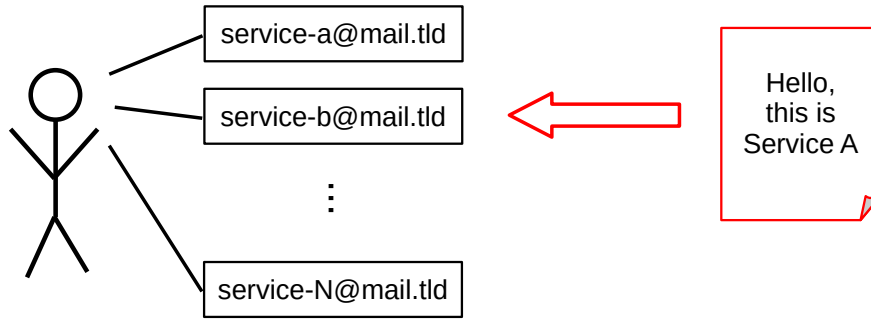 service-a@mail.tld
service-b@mail.tld
⋮
service-N@mail.tld
Hello,
this is
Service A